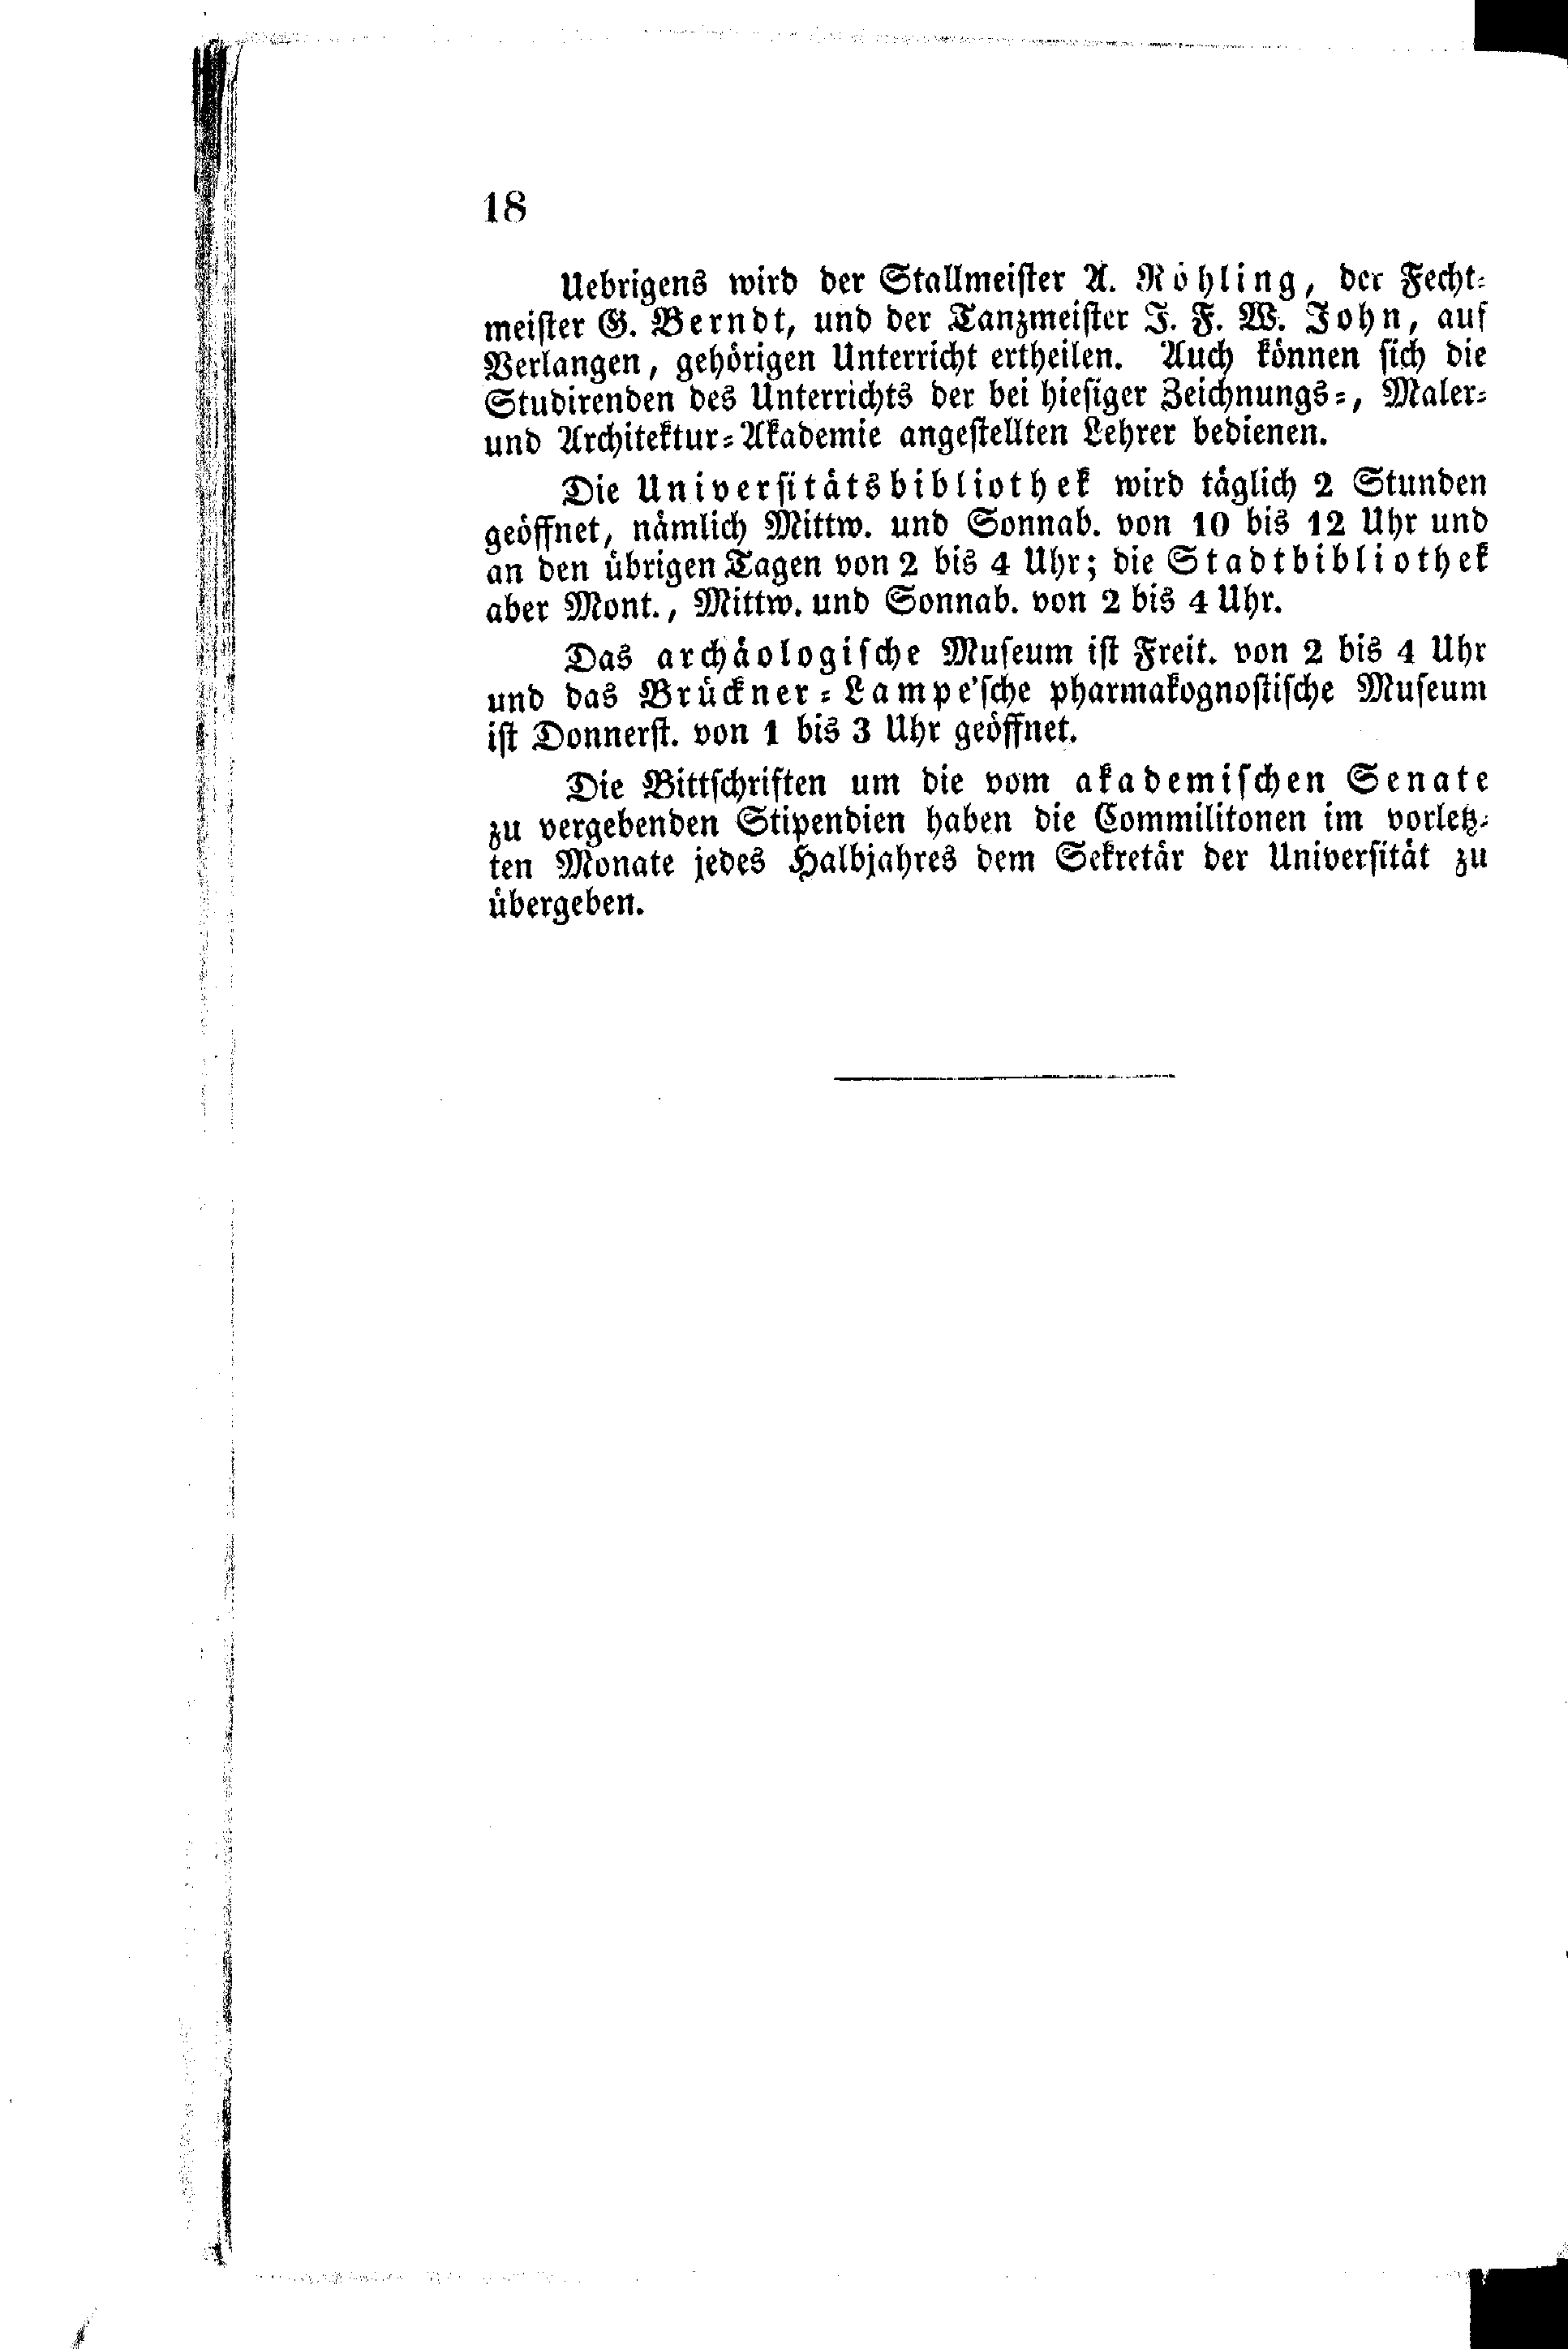 18
Uebrigens wird der Stallmeister A. Röhling, der Fecht-
meister G. Berndt, und der Tanzmeister J. F. W. John, auf
Verlangen, gehörigen Unterricht ertheilen. Auch können sich die
Studirenden des Unterrichts der bei hiesiger Zeichnungs-, Maler-
und Architektur-Akademie angestellten Lehrer bedienen.
Die Universitätsbibliothek wird täglich 2 Stunden
geöffnet, nämlich Mittw. und Sonnab. von 10 bis 12 Uhr und
an den übrigen Tagen von 2 bis 4 Uhr; die Stadtbibliothek
aber Mont., Mittw. und Sonnab. von 2 bis 4 Uhr.
Das archäologische Museum ist Freit. von 2 bis 4 Uhr
und das Brückner-Lampe'sche pharmakognostische Museum
ist Donnerst. von 1 bis 3 Uhr geöffnet.
Die Bittschriften um die vom akademischen Senate
zu vergebenden Stipendien haben die Commilitonen im vorletz-
ten Monate jedes Halbjahres dem Sekretär der Universität zu
übergeben.